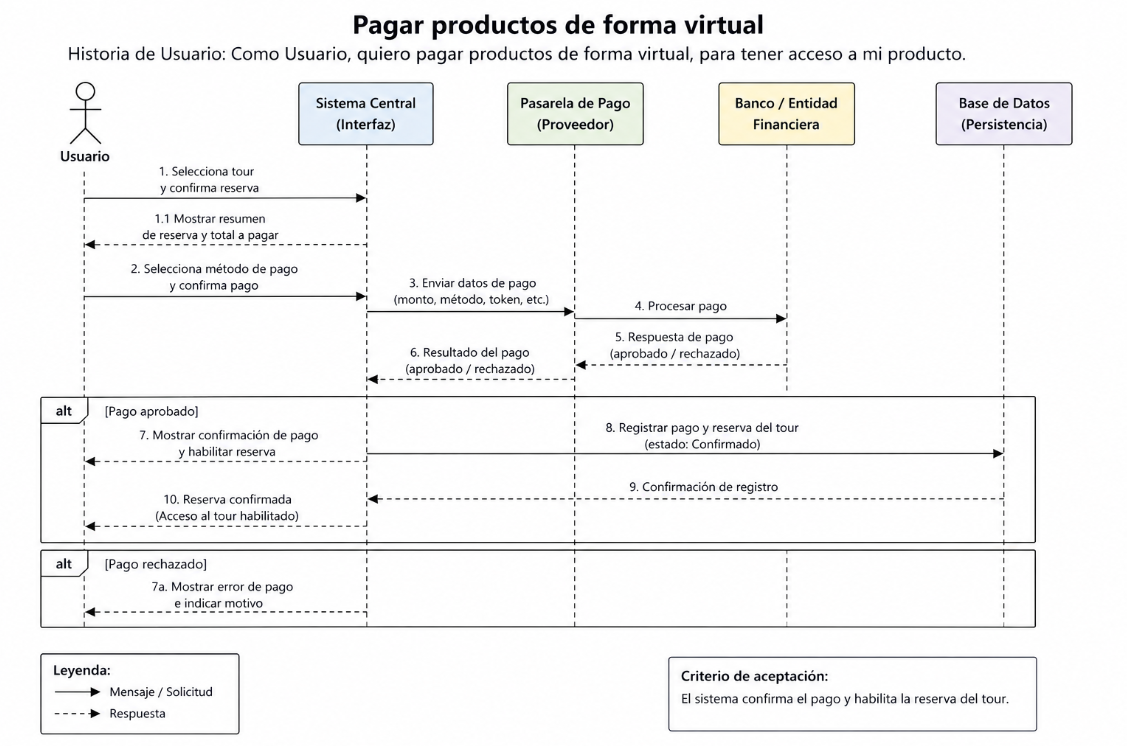 Pagar productos de forma virtual
Historia de Usuario: Como Usuario, quiero pagar productos de forma virtual, para tener acceso a mi producto.
Usuario
Sistema Central
(Interfaz)
Pasarela de Pago
(Proveedor)
Banco / Entidad
Financiera
Base de Datos
(Persistencia)
1. Selecciona tour
y confirma reserva
1.1 Mostrar resumen
de reserva y total a pagar
2. Selecciona método de pago
y confirma pago
3. Enviar datos de pago
(monto, método, token, etc.)
4. Procesar pago
5. Respuesta de pago
(aprobado / rechazado)
6. Resultado del pago
(aprobado / rechazado)
alt
[Pago aprobado]
7. Mostrar confirmación de pago
y habilitar reserva
8. Registrar pago y reserva del tour
(estado: Confirmado)
9. Confirmación de registro
10. Reserva confirmada
(Acceso al tour habilitado)
alt
[Pago rechazado]
7a. Mostrar error de pago
e indicar motivo
Leyenda:
Mensaje / Solicitud
Respuesta
Criterio de aceptación:
El sistema confirma el pago y habilita la reserva del tour.